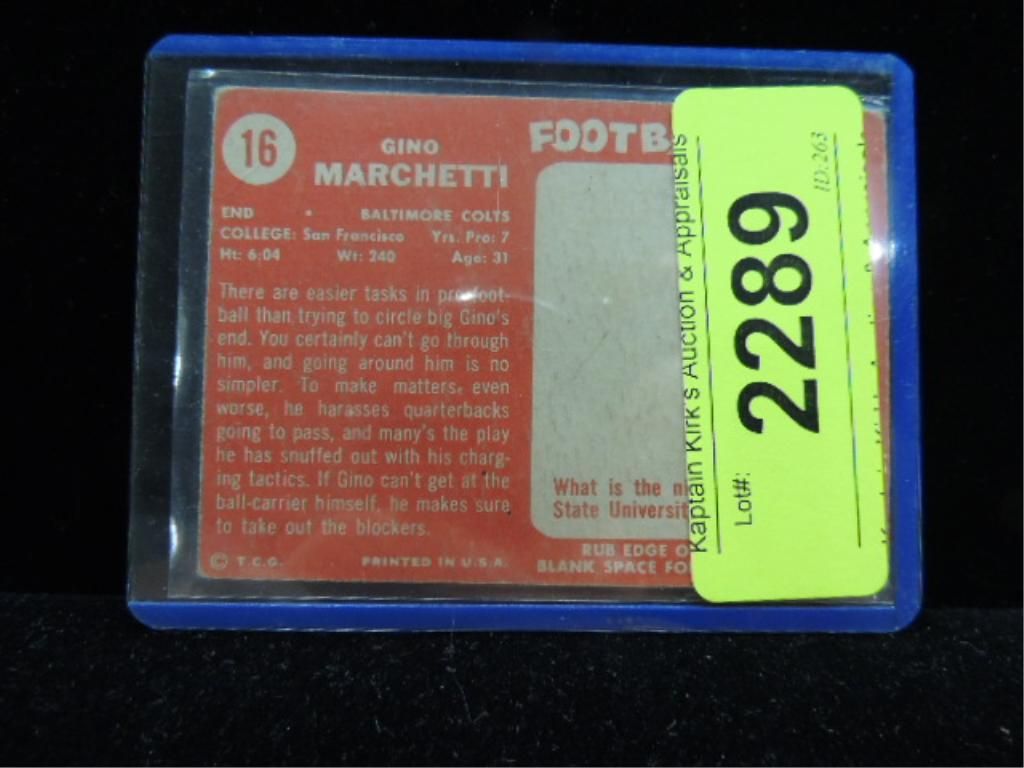 16
GINO
MARCHETTI
END • BALTIMORE COLTS
COLLEGE: San Francisco Yrs. Pro: 7
Ht: 6:04 Wt: 240 Age: 31
There are easier tasks in pro foot-
ball than trying to circle big Gino's
end. You certainly can't go through
him, and going around him is no
simpler. To make matters even
worse, he harasses quarterbacks
going to pass, and many's the play
he has snuffed out with his charg-
ing tactics. If Gino can't get at the
ball-carrier himself, he makes sure
to take out the blockers.
© T.C.G. PRINTED IN U.S.A.
FOOTB
What is the
State Universit
RUB EDGE
BLANK SPACE
Kaptain Kirk's Auction & Appraisals
Lot#: 2289
ID:263